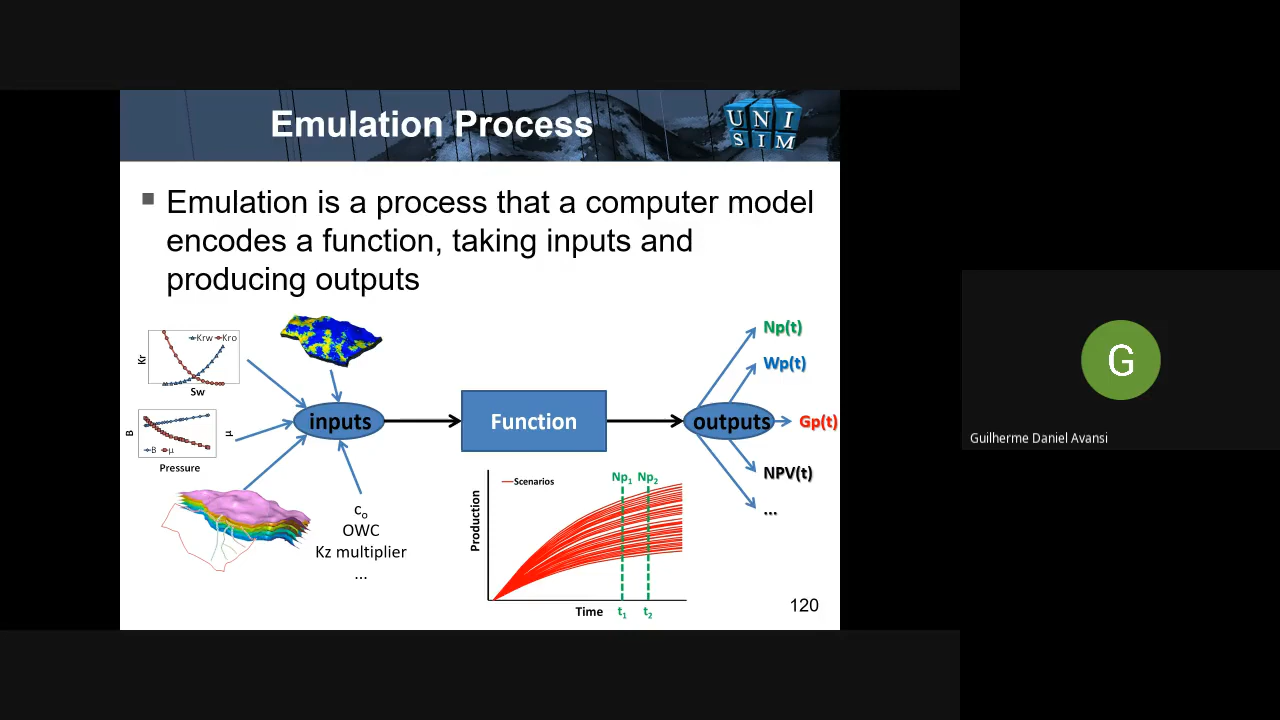 Emulation Process
UNI
SIM
Emulation is a process that a computer model
encodes a function, taking inputs and
producing outputs
Krw Kro
Kr
Sw
B
μ
B μ
Pressure
inputs
Function
outputs
Np(t)
Wp(t)
Gp(t)
NPV(t)
...
co
OWC
Kz multiplier
...
Scenarios
Np1 Np2
Production
Time t1 t2
120
G
Guilherme Daniel Avansi